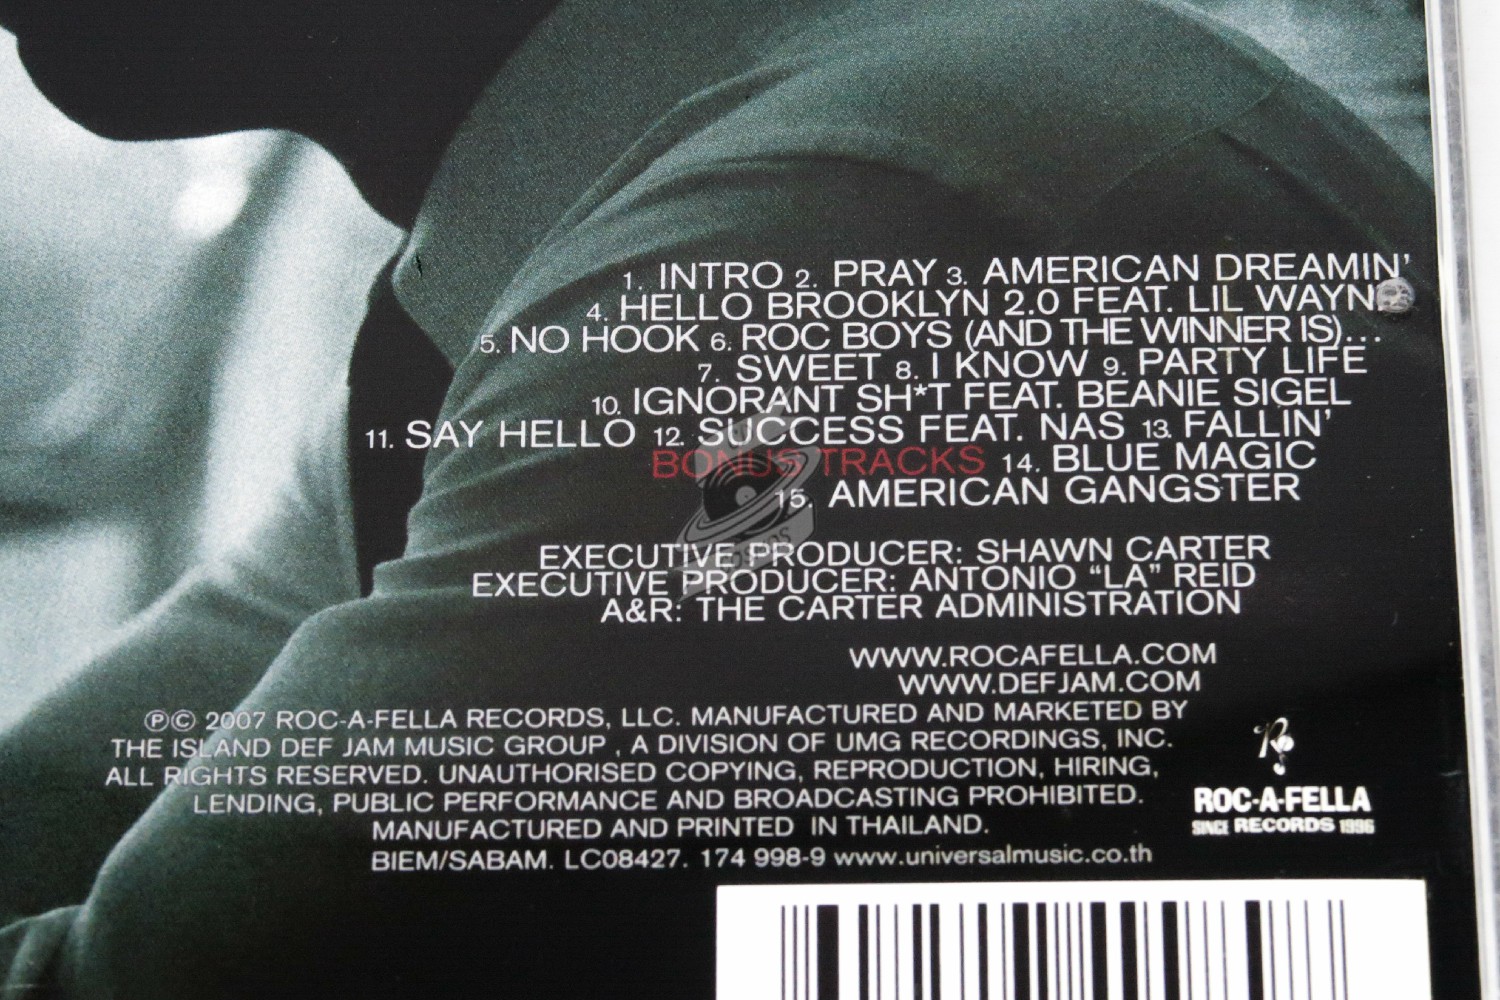 1. INTRO 2. PRAY 3. AMERICAN DREAMIN'
4. HELLO BROOKLYN 2.0 FEAT. LIL WAYN
5. NO HOOK 6. ROC BOYS (AND THE WINNER IS)...
7. SWEET 8. I KNOW 9. PARTY LIFE
10. IGNORANT SH*T FEAT. BEANIE SIGEL
11. SAY HELLO 12. SUCCESS FEAT. NAS 13. FALLIN'
BONUS TRACKS 14. BLUE MAGIC
15. AMERICAN GANGSTER
EXECUTIVE PRODUCER: SHAWN CARTER
EXECUTIVE PRODUCER: ANTONIO "LA" REID
A&R: THE CARTER ADMINISTRATION
WWW.ROCAFELLA.COM
WWW.DEFJAM.COM
℗© 2007 ROC-A-FELLA RECORDS, LLC. MANUFACTURED AND MARKETED BY
THE ISLAND DEF JAM MUSIC GROUP , A DIVISION OF UMG RECORDINGS, INC.
ALL RIGHTS RESERVED. UNAUTHORISED COPYING, REPRODUCTION, HIRING,
LENDING, PUBLIC PERFORMANCE AND BROADCASTING PROHIBITED.
MANUFACTURED AND PRINTED IN THAILAND.
BIEM/SABAM. LC08427. 174 998-9 www.universalmusic.co.th
ROC-A-FELLA
SINCE RECORDS 1996